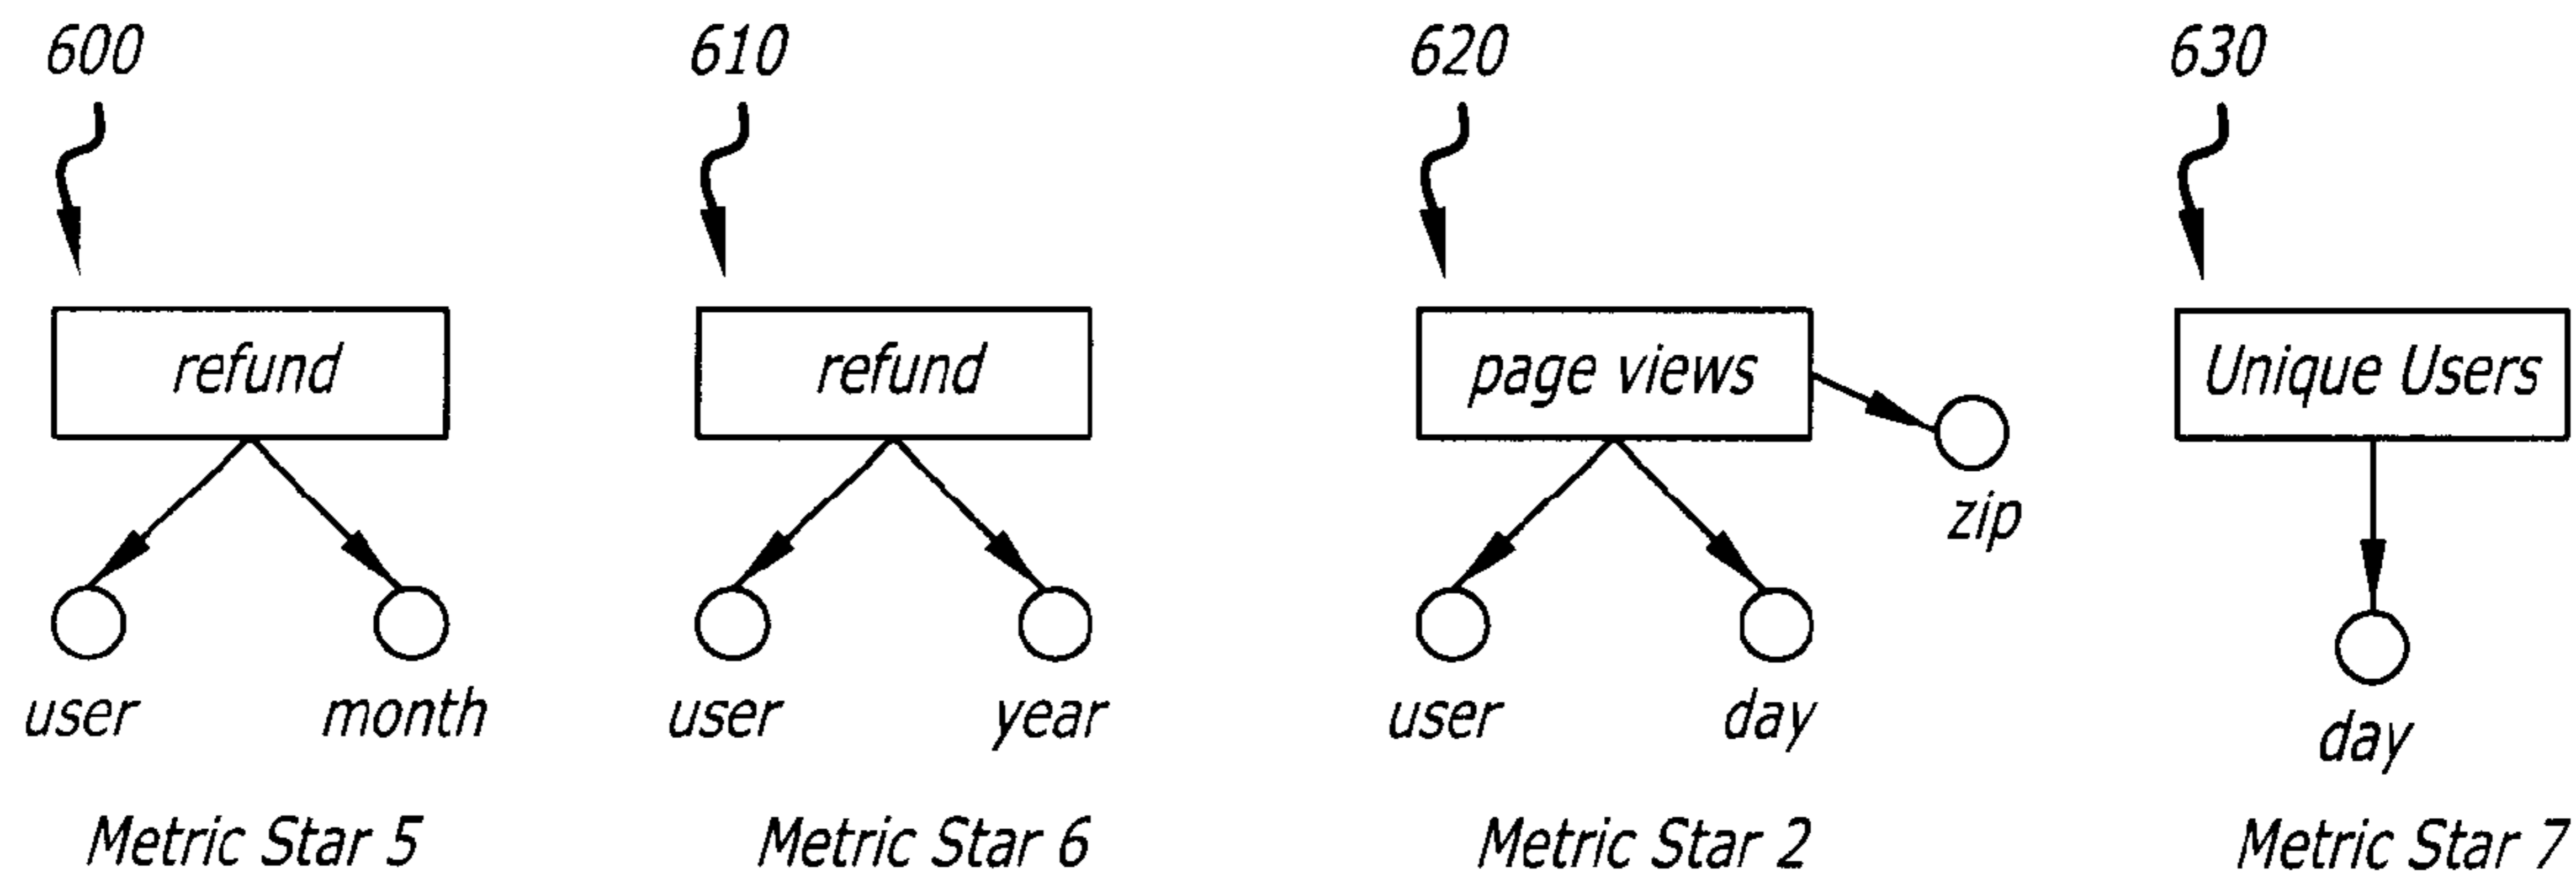 600
610
620
630
refund
refund
page views
Unique Users
zip
user
month
user
year
user
day
day
Metric Star 5
Metric Star 6
Metric Star 2
Metric Star 7